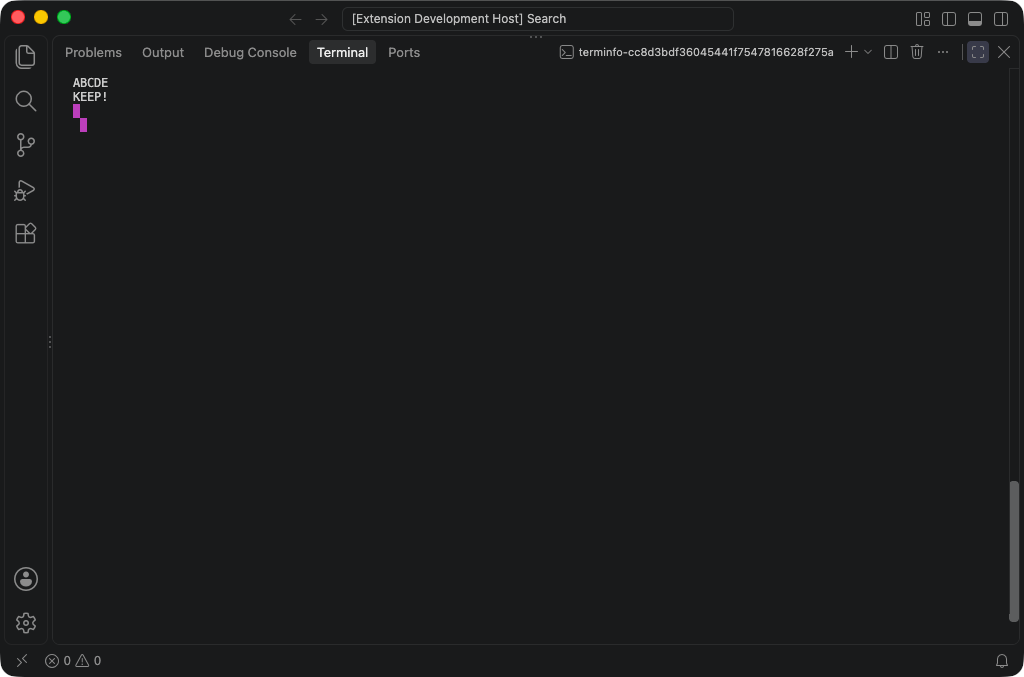 [Extension Development Host] Search
Problems Output Debug Console Terminal Ports
terminfo-cc8d3bdf36045441f7547816628f275a
ABCDE
KEEP!
0 0